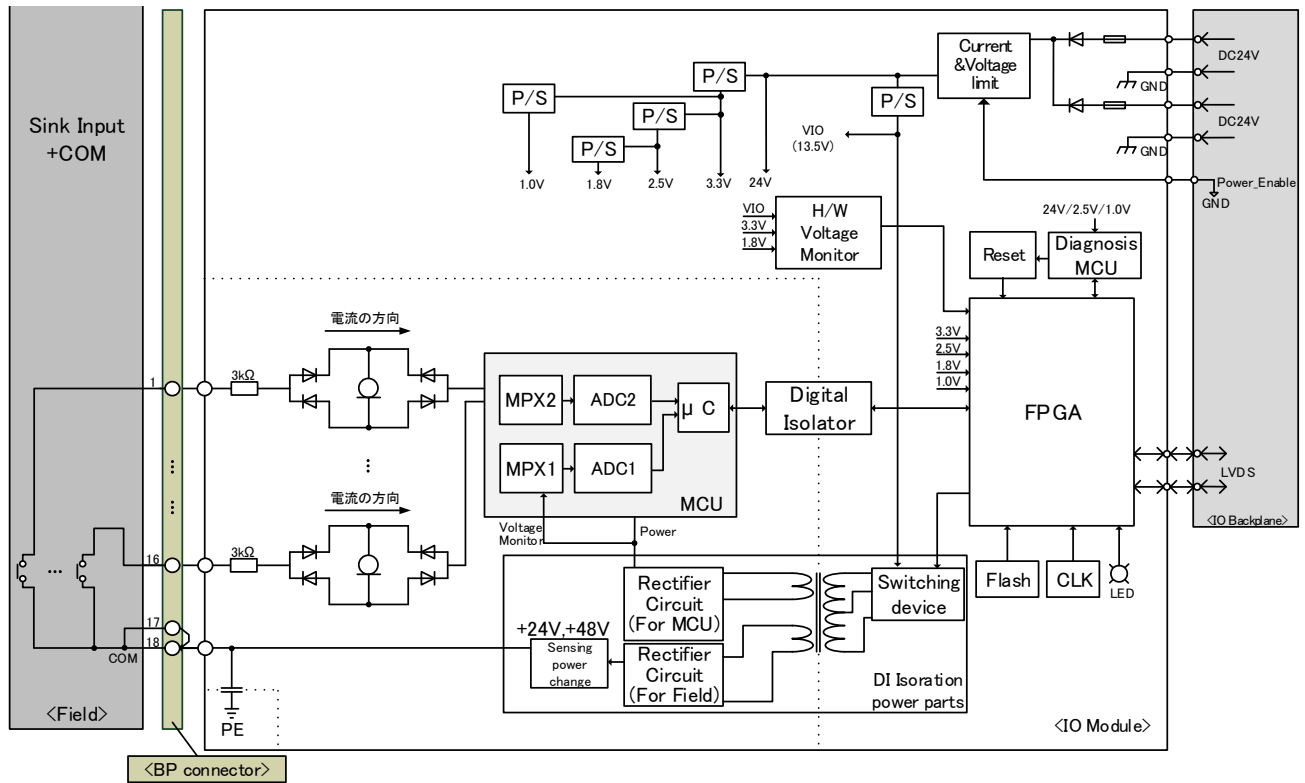 Sink Input
+COM
<Field>
<BP connector>
1
16
17
18
COM
PE
3kΩ
電流の方向
3kΩ
電流の方向
⋮
⋮
⋮
...
MPX2
ADC2
μC
MPX1
ADC1
MCU
Voltage
Monitor
Power
Digital
Isolator
P/S
P/S
P/S
P/S
P/S
1.0V
1.8V
2.5V
3.3V
24V
VIO
(13.5V)
Current
&Voltage
limit
DC24V
GND
DC24V
GND
Power_Enable
GND
VIO
3.3V
1.8V
H/W
Voltage
Monitor
24V/2.5V/1.0V
Reset
Diagnosis
MCU
3.3V
2.5V
1.8V
1.0V
FPGA
LVDS
<IO Backplane>
Flash
CLK
LED
Rectifier
Circuit
(For MCU)
Switching
device
+24V,+48V
Sensing
power
change
Rectifier
Circuit
(For Field)
DI Isoration
power parts
<IO Module>